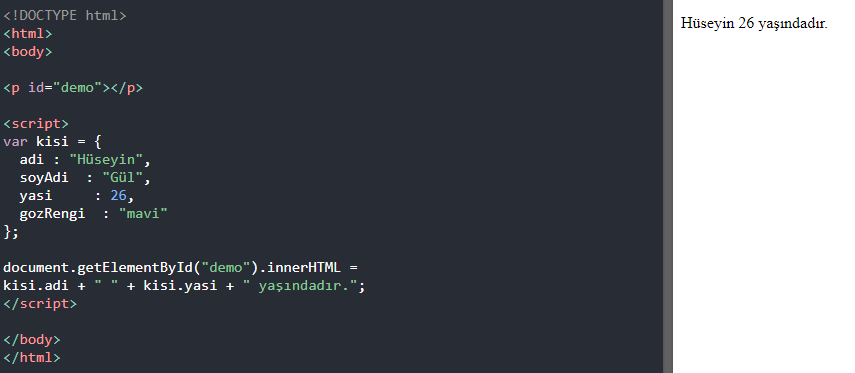 <!DOCTYPE html>
<html>
<body>
<p id="demo"></p>
<script>
var kisi = {
  adi : "Hüseyin",
  soyAdi  : "Gül",
  yasi     : 26,
  gozRengi  : "mavi"
};
document.getElementById("demo").innerHTML =
kisi.adi + " " + kisi.yasi + " yaşındadır.";
</script>
</body>
</html>
Hüseyin 26 yaşındadır.